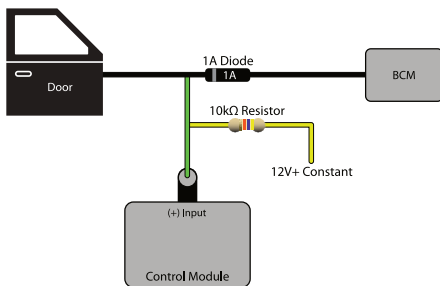 1A Diode
1A
Door
BCM
10kΩ Resistor
12V+ Constant
(+) Input
Control Module